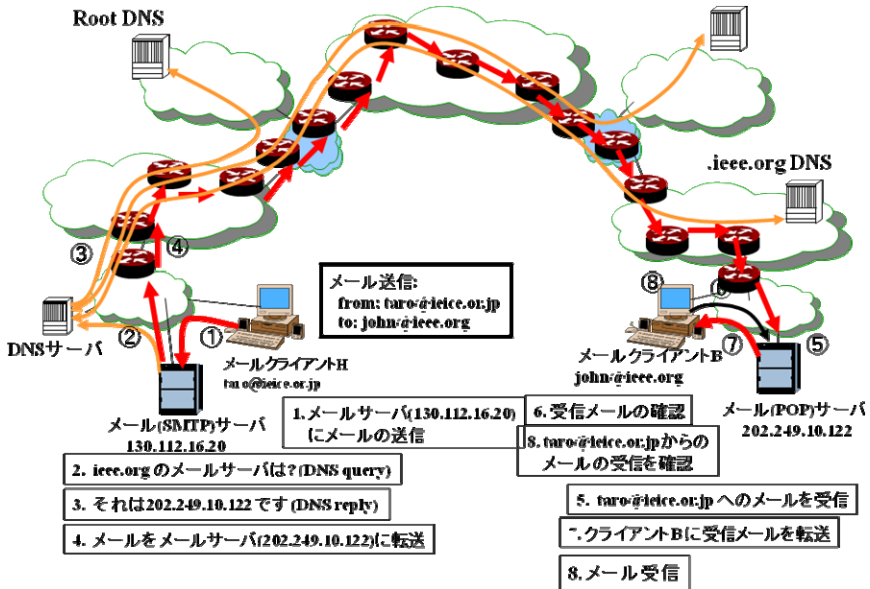 Root DNS
.ieee.org DNS
③
④
メール送信:
from: taro@ieice.or.jp
to: john@ieee.org
⑧
⑥
DNSサーバ
②
①
メールクライアントH
taro@ieice.or.jp
メールクライアントB
john@ieee.org
⑦
⑤
メール(SMTP)サーバ
130.112.16.20
メール(POP)サーバ
202.249.10.122
1.メールサーバ(130.112.16.20)
にメールの送信
6. 受信メールの確認
8.taro@ieice.or.jpからの
メールの受信を確認
2. ieee.orgのメールサーバは?(DNS query)
3. それは202.249.10.122です(DNS reply)
4. メールをメールサーバ(202.249.10.122)に転送
5. taro@ieice.or.jp へのメールを受信
7.クライアントBに受信メールを転送
8.メール受信